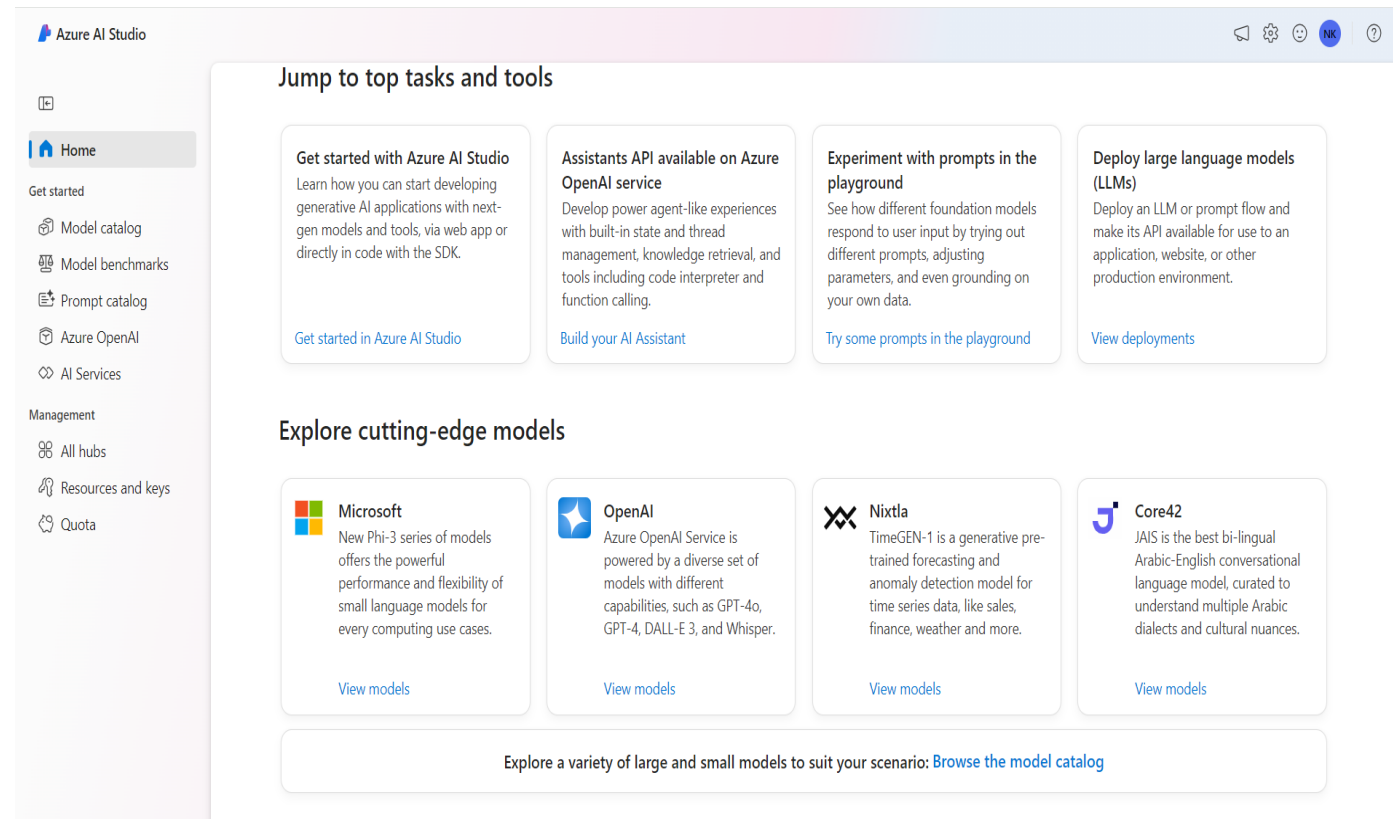 Azure AI Studio
NK
Home
Get started
Model catalog
Model benchmarks
Prompt catalog
Azure OpenAI
AI Services
Management
All hubs
Resources and keys
Quota
Jump to top tasks and tools
Get started with Azure AI Studio
Learn how you can start developing
generative AI applications with next-
gen models and tools, via web app or
directly in code with the SDK.
Get started in Azure AI Studio
Assistants API available on Azure
OpenAI service
Develop power agent-like experiences
with built-in state and thread
management, knowledge retrieval, and
tools including code interpreter and
function calling.
Build your AI Assistant
Experiment with prompts in the
playground
See how different foundation models
respond to user input by trying out
different prompts, adjusting
parameters, and even grounding on
your own data.
Try some prompts in the playground
Deploy large language models
(LLMs)
Deploy an LLM or prompt flow and
make its API available for use to an
application, website, or other
production environment.
View deployments
Explore cutting-edge models
Microsoft
New Phi-3 series of models
offers the powerful
performance and flexibility of
small language models for
every computing use cases.
View models
OpenAI
Azure OpenAI Service is
powered by a diverse set of
models with different
capabilities, such as GPT-4o,
GPT-4, DALL-E 3, and Whisper.
View models
Nixtla
TimeGEN-1 is a generative pre-
trained forecasting and
anomaly detection model for
time series data, like sales,
finance, weather and more.
View models
Core42
JAIS is the best bi-lingual
Arabic-English conversational
language model, curated to
understand multiple Arabic
dialects and cultural nuances.
View models
Explore a variety of large and small models to suit your scenario: Browse the model catalog